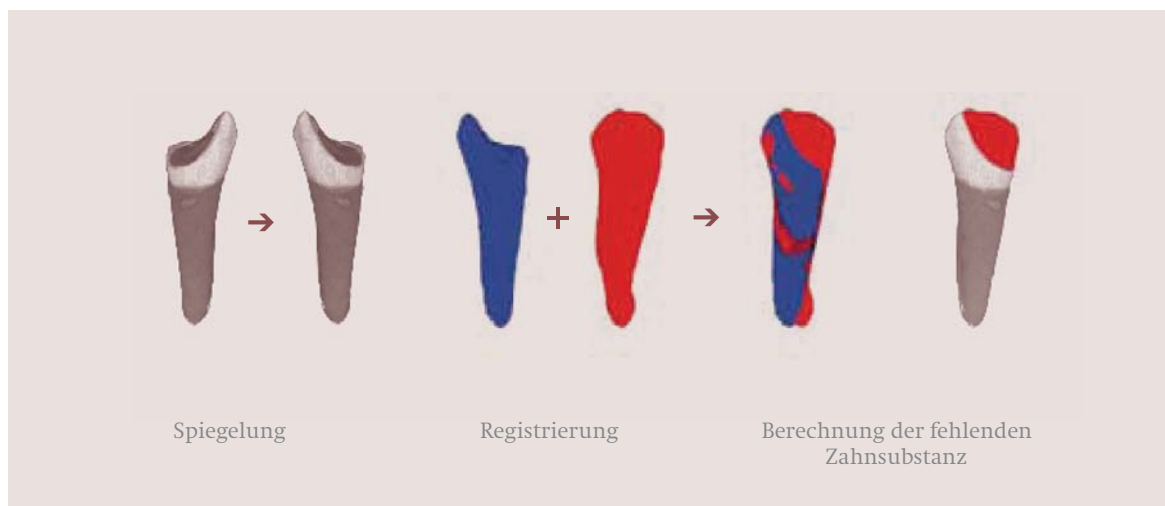 Spiegelung
Registrierung
Berechnung der fehlenden
Zahnsubstanz